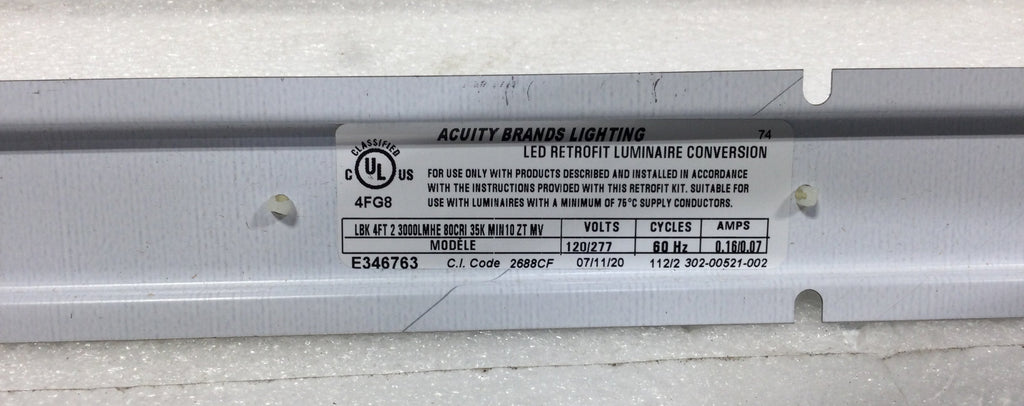 ACUITY BRANDS LIGHTING 74
LED RETROFIT LUMINAIRE CONVERSION
CLASSIFIED
C UL US
4FG8
FOR USE ONLY WITH PRODUCTS DESCRIBED AND INSTALLED IN ACCORDANCE
WITH THE INSTRUCTIONS PROVIDED WITH THIS RETROFIT KIT. SUITABLE FOR
USE WITH LUMINAIRES WITH A MINIMUM OF 75°C SUPPLY CONDUCTORS.
LBK 4FT 2 3000LMHE 80CRI 35K MIN10 ZT MV VOLTS CYCLES AMPS
MODÈLE 120/277 60 Hz 0.16/0.07
E346763 C.I. Code 2688CF 07/11/20 112/2 302-00521-002